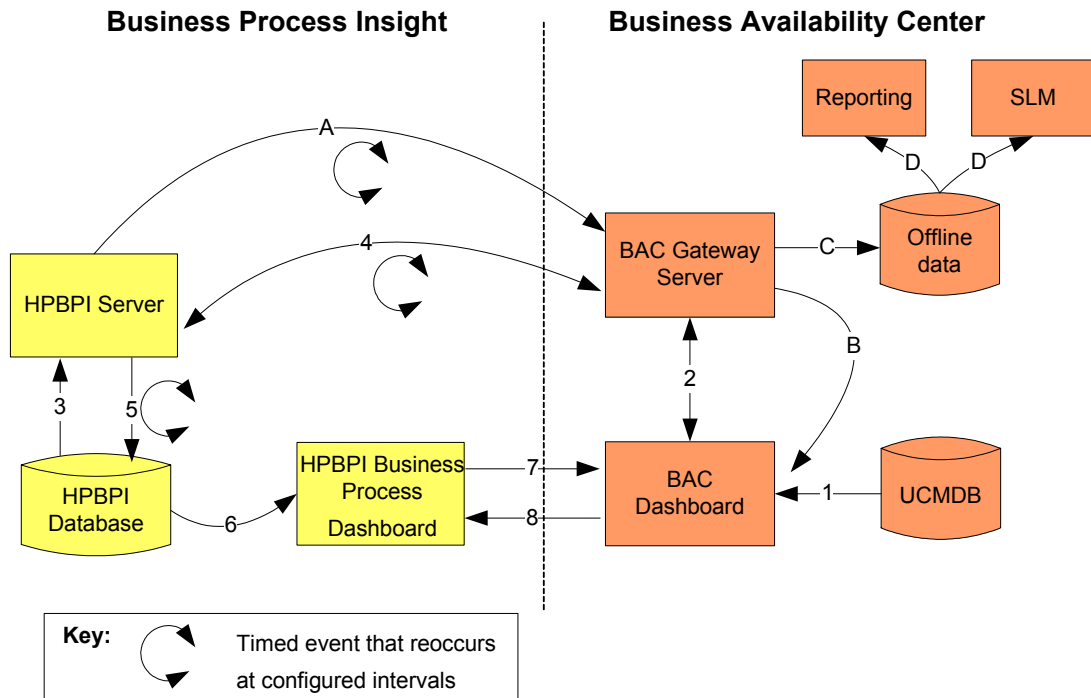 Business Process Insight
Business Availability Center
Reporting
SLM
A
D
D
4
BAC Gateway
Server
C
Offline
data
HPBPI Server
B
3
5
2
HPBPI
Database
6
HPBPI Business
Process
Dashboard
7
8
BAC
Dashboard
1
UCMDB
Key:
Timed event that reoccurs
at configured intervals